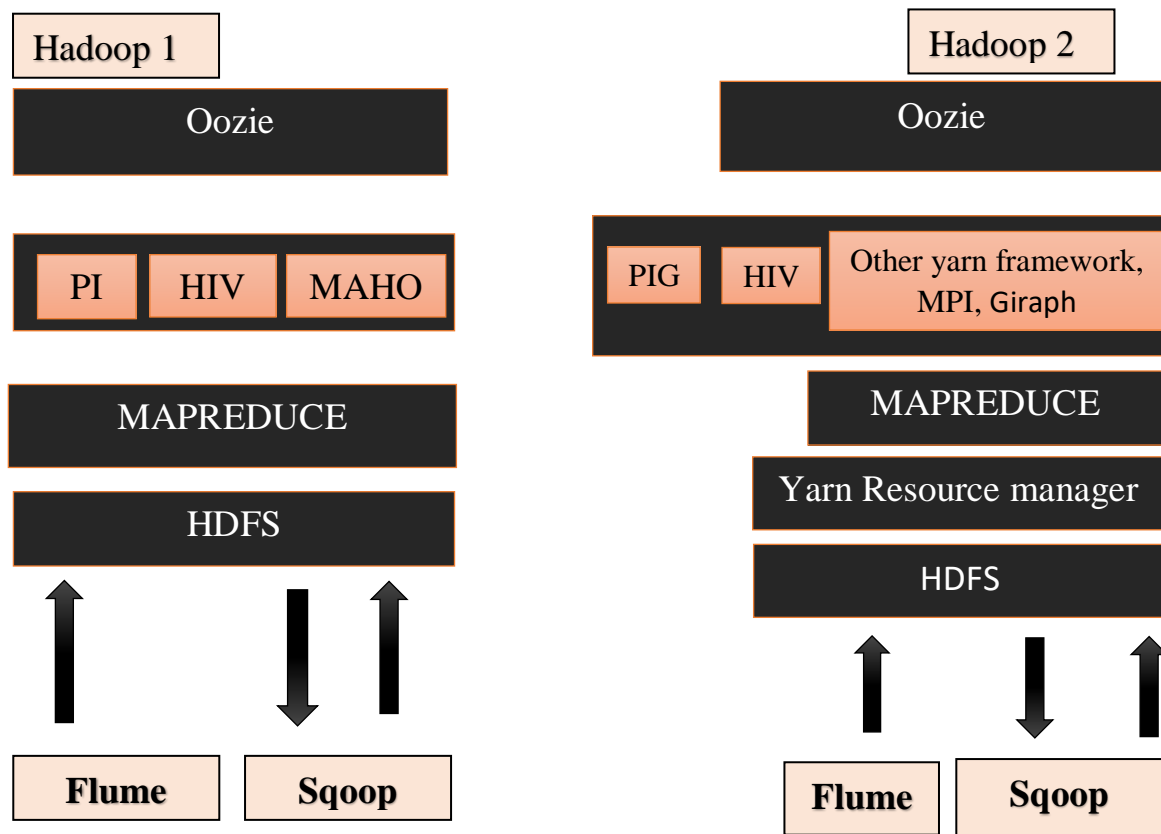 Hadoop 1
Oozie
PI
HIV
MAHO
MAPREDUCE
HDFS
Flume
Sqoop
Hadoop 2
Oozie
PIG
HIV
Other yarn framework,
MPI, Giraph
MAPREDUCE
Yarn Resource manager
HDFS
Flume
Sqoop